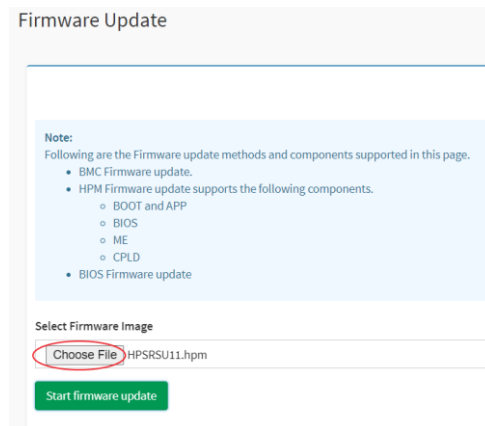 Firmware Update
Note:
Following are the Firmware update methods and components supported in this page.
• BMC Firmware update.
• HPM Firmware update supports the following components.
○ BOOT and APP
○ BIOS
○ ME
○ CPLD
• BIOS Firmware update
Select Firmware Image
Choose File HPSRSU11.hpm
Start firmware update